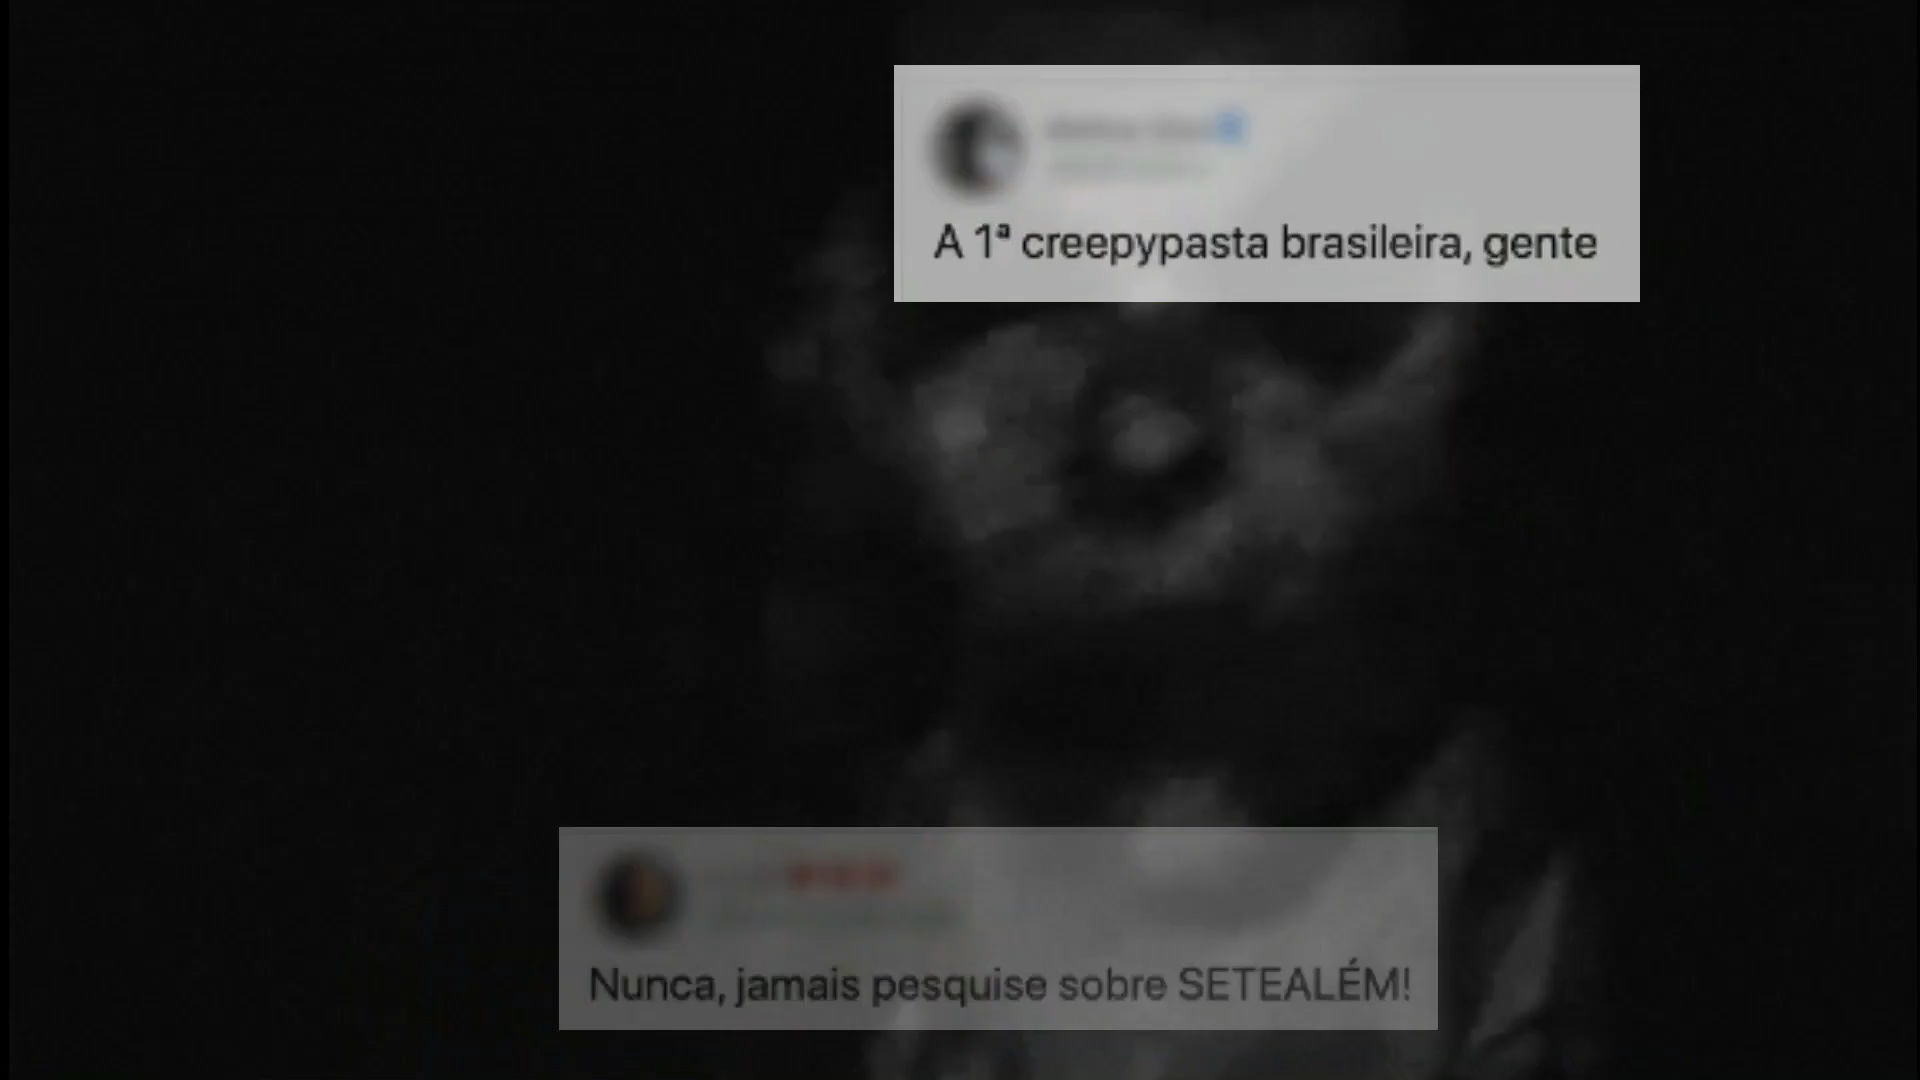 A 1ª creepypasta brasileira, gente
Nunca, jamais pesquise sobre SETEALÉM!